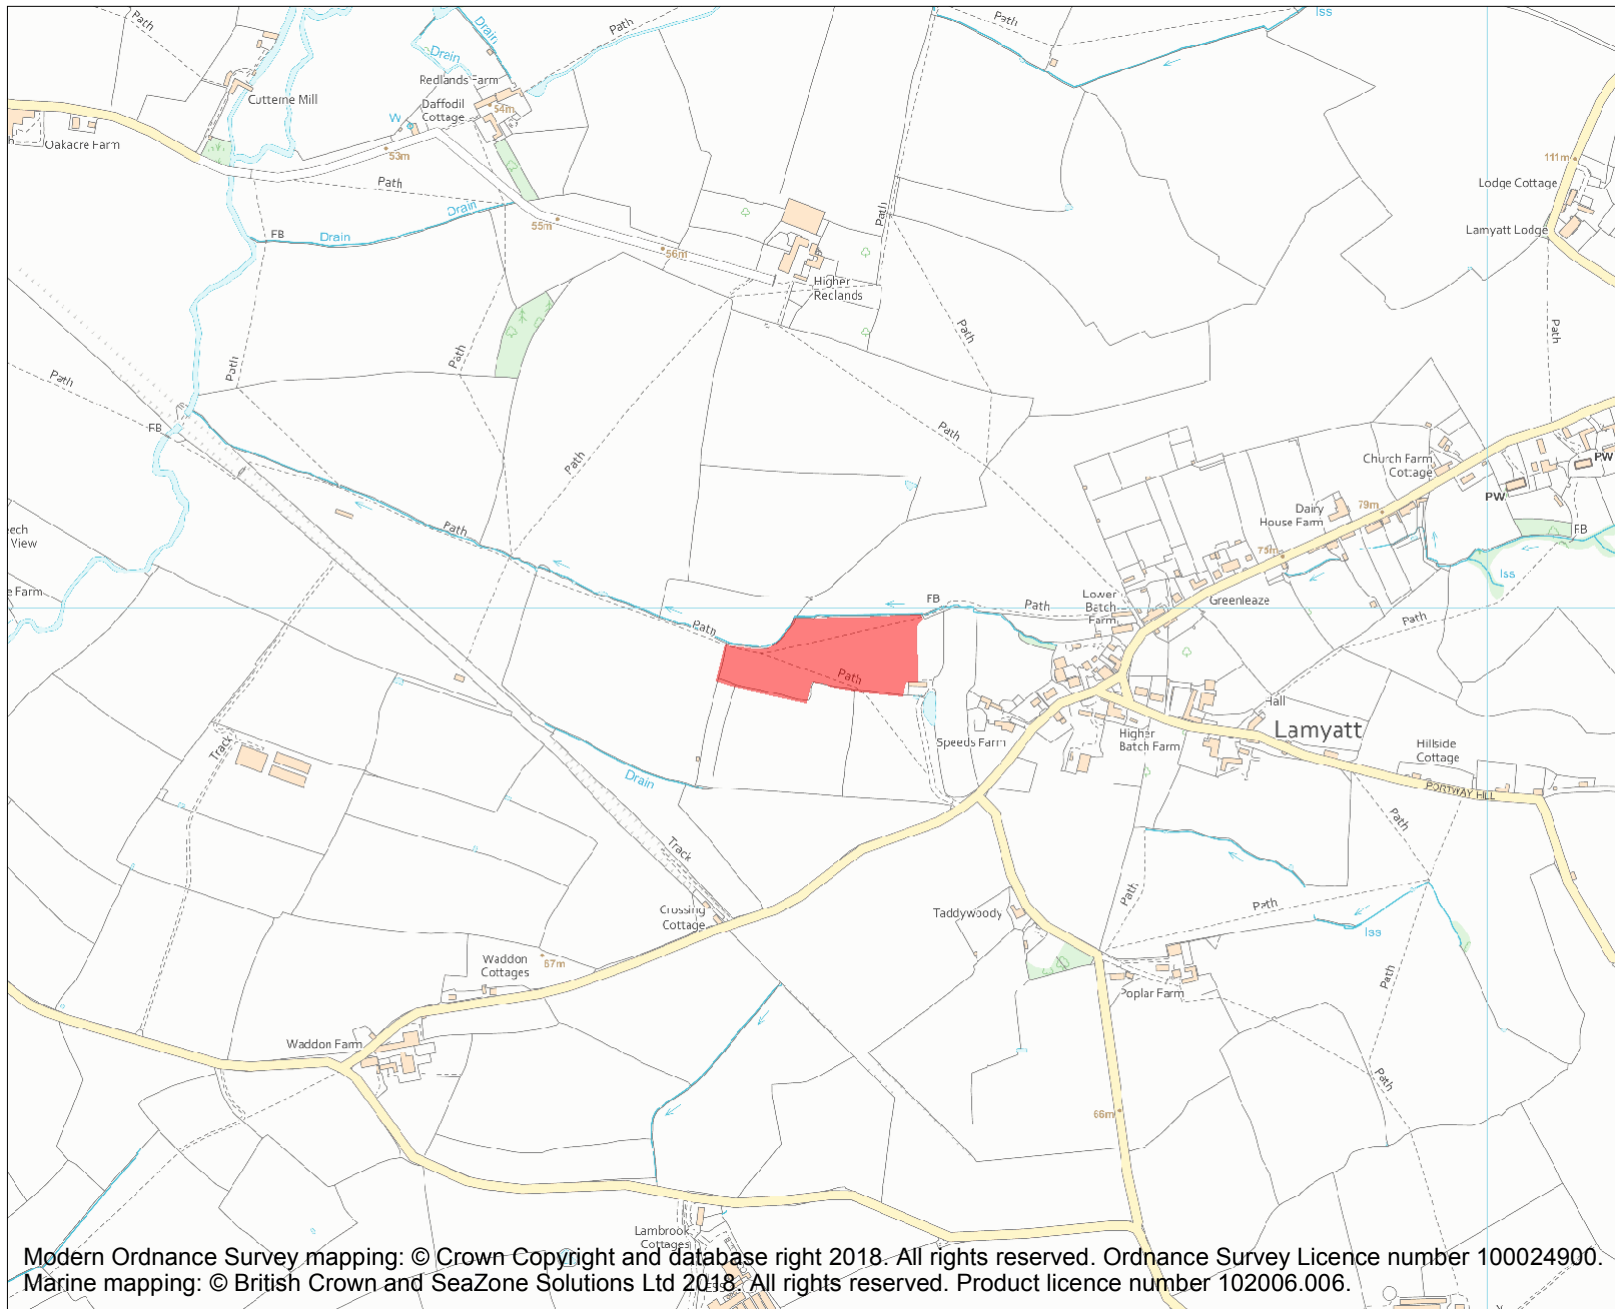 Path
Drain
Path
Path
Iss
Drain
Redlands Farm
Cutterne Mill
Daffodil
Cottage
54m
W
Oakacre Farm
53m
111m
Path
Lodge Cottage
Drain
Path
FB
Drain
55m
Lamyatt Lodge
56m
Higher
Redlands
Path
Path
Path
Path
Path
FB
Path
Path
Church Farm
Cottage
PW
Path
PW
79m
Dairy
House Farm
Path
FB
View
75m
Iss
e Farm
Lower
Batch
Farm
FB
Path
Greenleaze
Path
Path
Path
Hall
Lamyatt
Track
Speeds Farm
Higher
Batch Farm
Hillside
Cottage
Drain
PORTWAY HILL
Path
Track
Path
Crossing
Cottage
Taddywoody
Path
Iss
Waddon
Cottages
67m
Path
Poplar Farm
Waddon Farm
Path
66m
Lambrook
Cottages
Modern Ordnance Survey mapping: © Crown Copyright and database right 2018. All rights reserved. Ordnance Survey Licence number 100024900.
Marine mapping: © British Crown and SeaZone Solutions Ltd 2018. All rights reserved. Product licence number 102006.006.